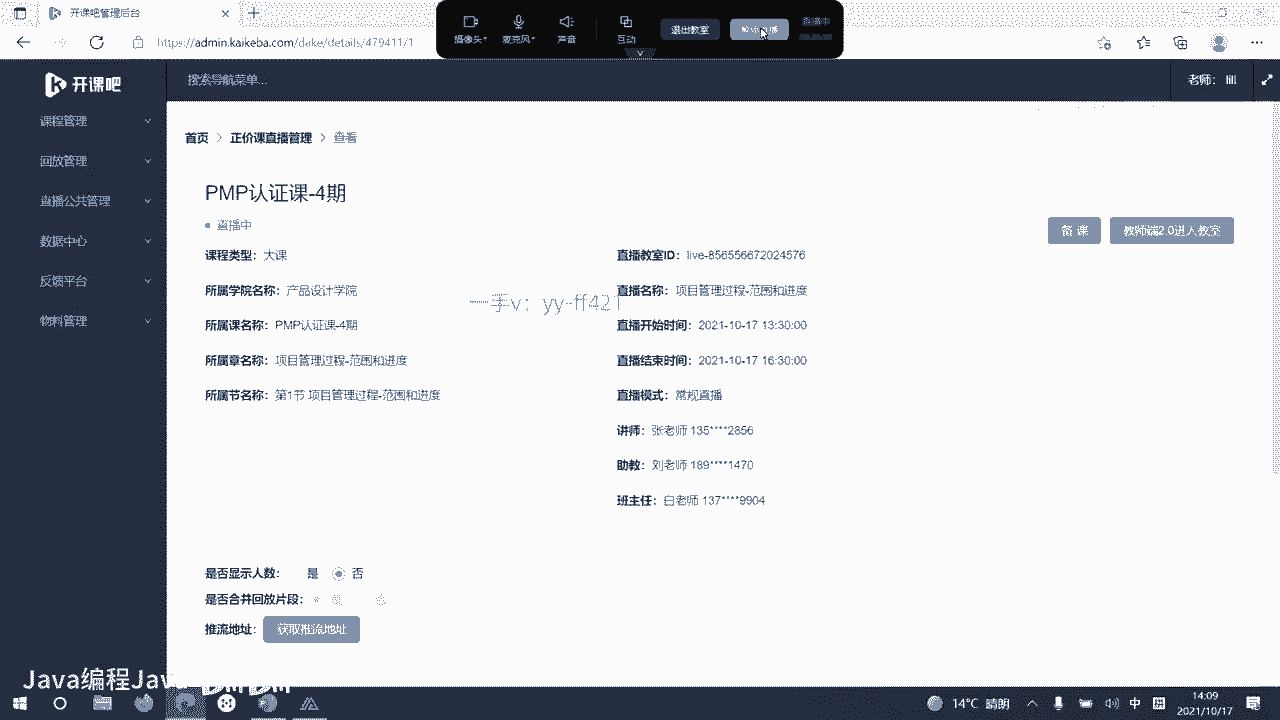 开课吧管理后台
https://admin.kaikeba.com
摄像头
麦克风
声音
互动
退出教室
开课吧
搜索导航菜单...
老师: lili
课程管理
回放管理
直播公共管理
数据中心
反馈平台
物料管理
首页 > 正价课直播管理 > 查看
PMP认证课-4期
直播中
备 课
教师端2.0进入教室
课程类型: 大课
直播教室ID: live-856556672024576
所属学院名称: 产品设计学院
直播名称: 项目管理过程-范围和进度
一手v: yy-ff421
所属课名称: PMP认证课-4期
直播开始时间: 2021-10-17 13:30:00
所属章名称: 项目管理过程-范围和进度
直播结束时间: 2021-10-17 16:30:00
所属节名称: 第1节 项目管理过程-范围和进度
直播模式: 常规直播
讲师: 张老师 135****2856
助教: 刘老师 189****1470
班主任: 白老师 137****9904
是否显示人数: 是 否
是否合并回放片段:
推流地址: 获取推流地址
Java编程Java
14°C 晴朗
中
14:09
2021/10/17